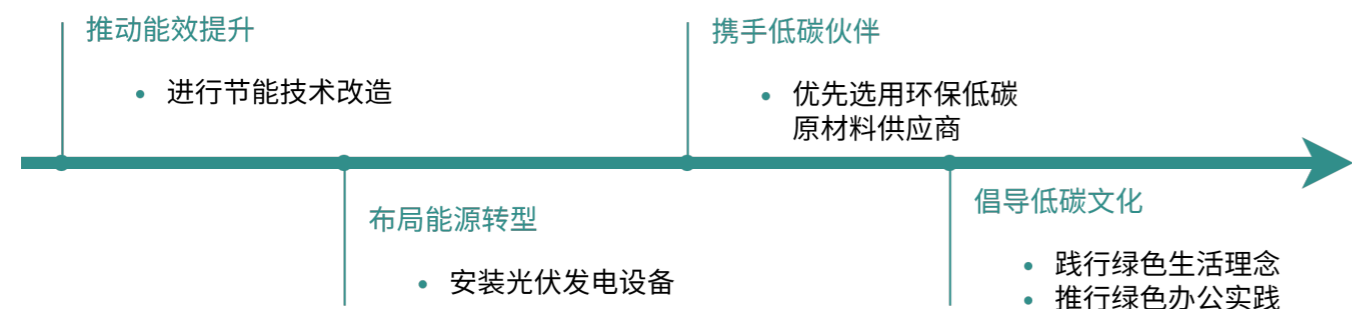 推动能效提升
进行节能技术改造
布局能源转型
安装光伏发电设备
携手低碳伙伴
优先选用环保低碳
原材料供应商
倡导低碳文化
践行绿色生活理念
推行绿色办公实践